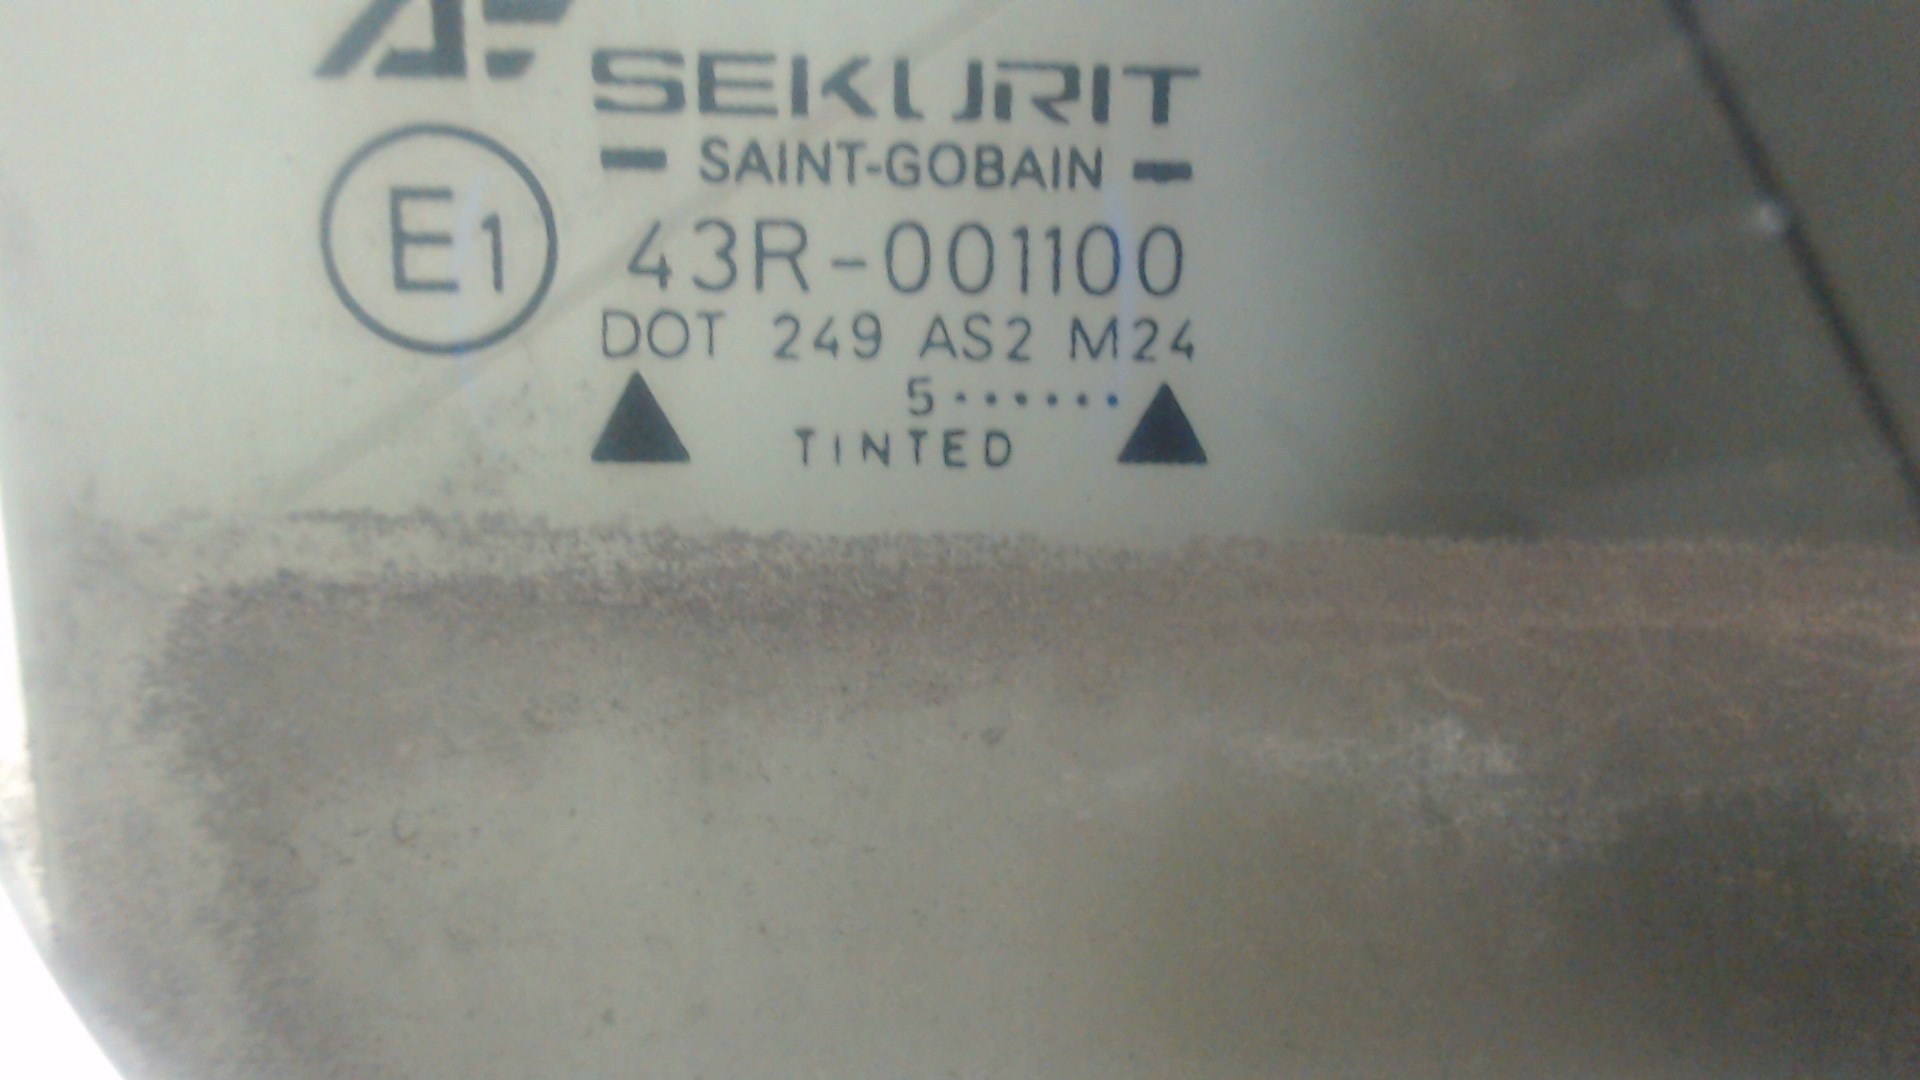 SEKURIT
- SAINT-GOBAIN -
E1
43R-001100
DOT 249 AS2 M24
5······
TINTED